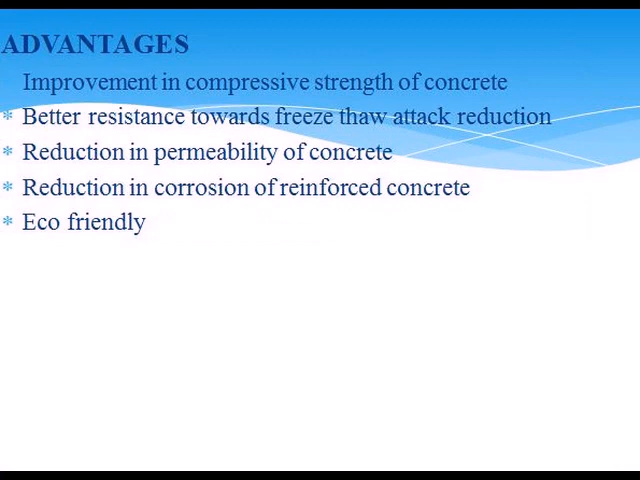 ADVANTAGES
Improvement in compressive strength of concrete
* Better resistance towards freeze thaw attack reduction
* Reduction in permeability of concrete
* Reduction in corrosion of reinforced concrete
* Eco friendly